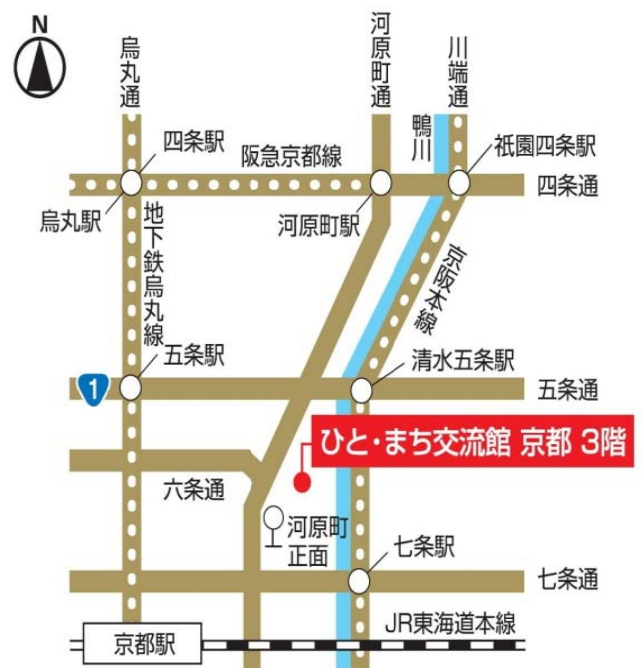 N
烏丸通
河原町通
川端通
鴨川
四条駅
阪急京都線
祇園四条駅
四条通
烏丸駅
河原町駅
地下鉄烏丸線
京阪本線
五条駅
清水五条駅
1
五条通
ひと・まち交流館 京都 3階
六条通
河原町
正面
七条駅
七条通
JR東海道本線
京都駅